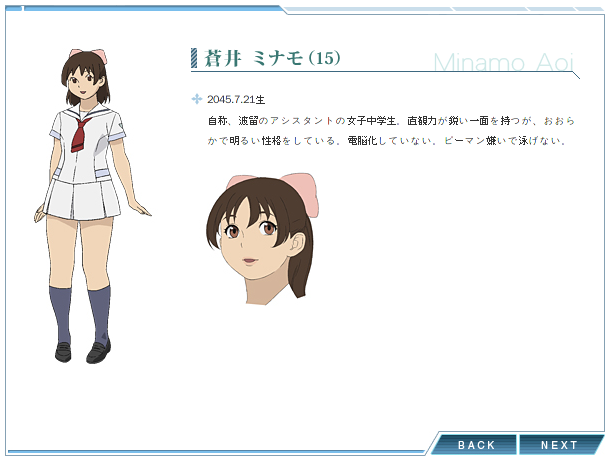 1
蒼井 ミナモ(15)
Minamo Aoi
2045.7.21生
自称、波留のアシスタントの女子中学生。直観力が鋭い一面を持つが、おおら
かで明るい性格をしている。電脳化していない。ピーマン嫌いで泳げない。
BACK NEXT